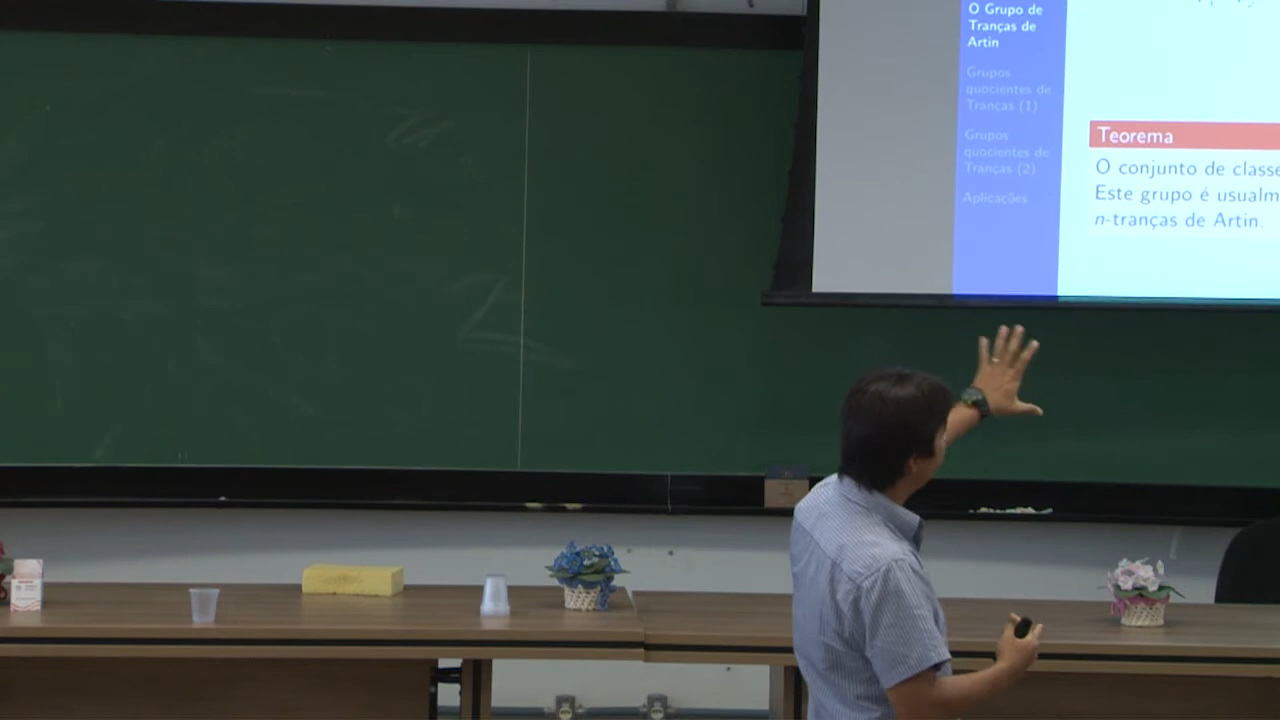 O Grupo de
Tranças de
Artin
Grupos
quocientes de
Tranças (1)
Grupos
quocientes de
Tranças (2)
Aplicações
Teorema
O conjunto de classe
Este grupo é usualm
n-tranças de Artin.